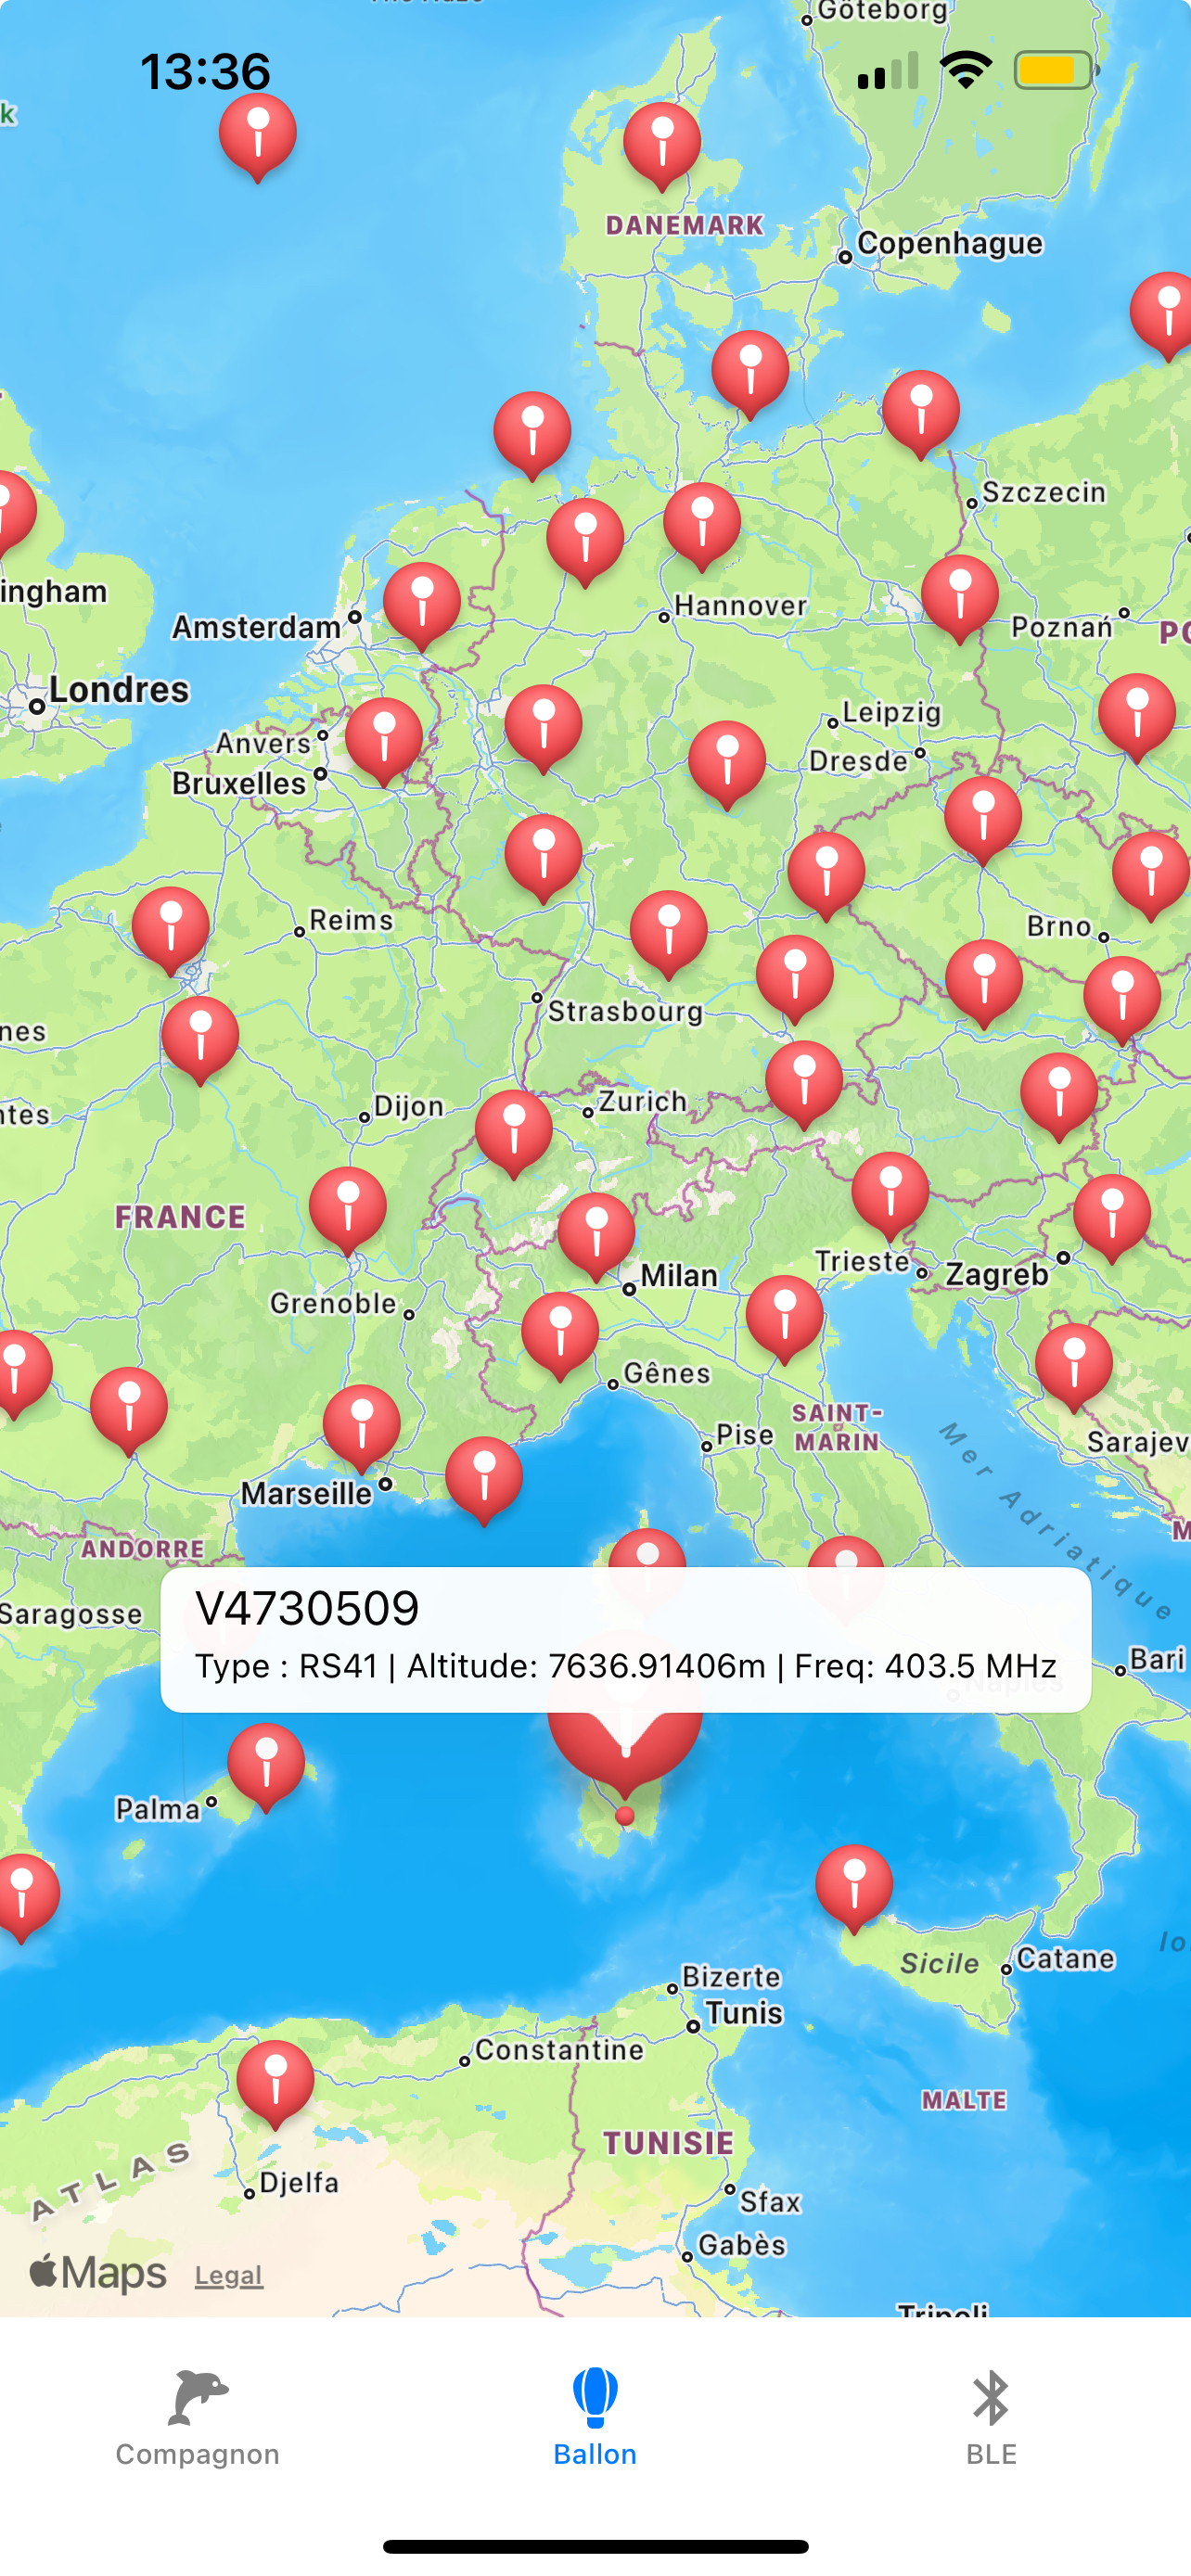 Göteborg
13:36
k
DANEMARK
Copenhague
Szczecin
ingham
Hannover
Amsterdam
Poznań
PO
Londres
Leipzig
Anvers
Dresde
Bruxelles
Reims
Brno
Strasbourg
nes
Zurich
Dijon
ntes
FRANCE
Trieste
Zagreb
Milan
Grenoble
Gênes
SAINT-
MARIN
Pise
Mer Adriatique
Sarajev
Marseille
M
ANDORRE
V4730509
Saragosse
Type : RS41 | Altitude: 7636.91406m | Freq: 403.5 MHz
Bari
Naples
Palma
Sicile
Catane
Io
Bizerte
Tunis
Constantine
MALTE
TUNISIE
ATLAS
Djelfa
Sfax
Gabès
Maps
Legal
Tripoli
Compagnon
Ballon
BLE